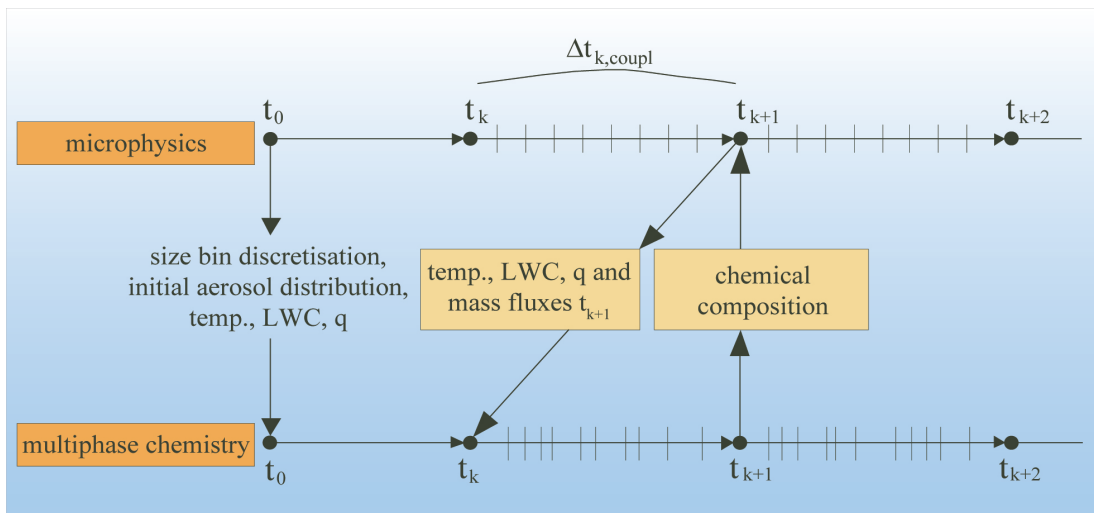 Δt k,coupl
t0
tk
tk+1
tk+2
microphysics
size bin discretisation,
initial aerosol distribution,
temp., LWC, q
temp., LWC, q and
mass fluxes tk+1
chemical
composition
multiphase chemistry
t0
tk
tk+1
tk+2